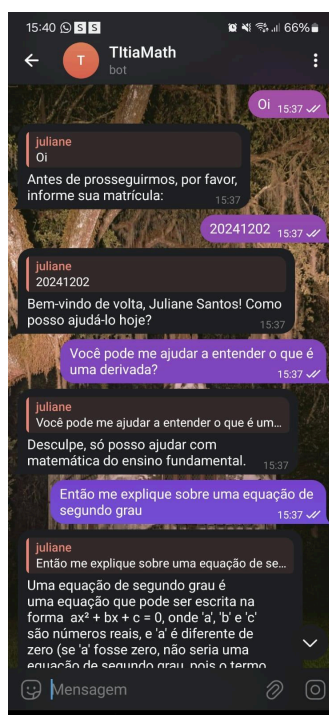 15:40 S S 66%
T TItiaMath
bot
Oi 15:37
juliane
Oi
Antes de prosseguirmos, por favor,
informe sua matrícula: 15:37
20241202 15:37
juliane
20241202
Bem-vindo de volta, Juliane Santos! Como
posso ajudá-lo hoje? 15:37
Você pode me ajudar a entender o que é
uma derivada? 15:37
juliane
Você pode me ajudar a entender o que é um...
Desculpe, só posso ajudar com
matemática do ensino fundamental. 15:37
Então me explique sobre uma equação de
segundo grau 15:37
juliane
Então me explique sobre uma equação de se...
Uma equação de segundo grau é
uma equação que pode ser escrita na
forma ax² + bx + c = 0, onde 'a', 'b' e 'c'
são números reais, e 'a' é diferente de
zero (se 'a' fosse zero, não seria uma
equação de segundo grau, pois o termo
Mensagem